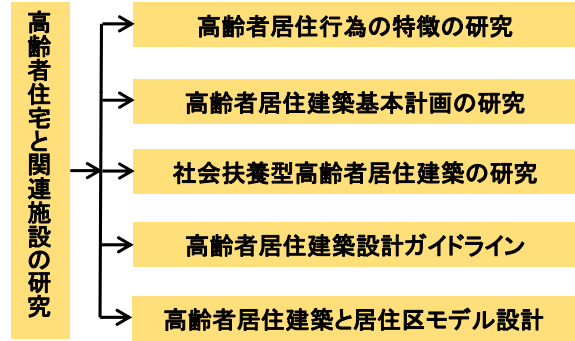 高齢者住宅と関連施設の研究
高齢者居住行為の特徴の研究
高齢者居住建築基本計画の研究
社会扶養型高齢者居住建築の研究
高齢者居住建築設計ガイドライン
高齢者居住建築と居住区モデル設計